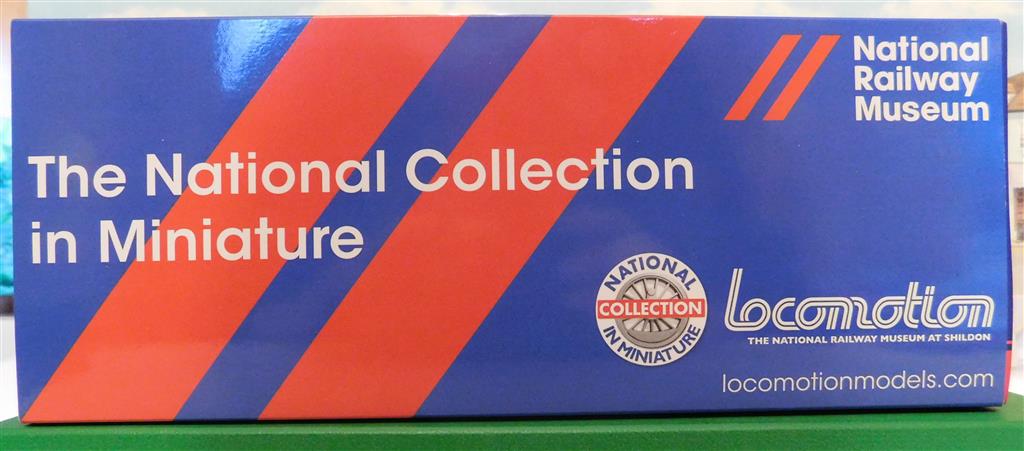 National
Railway
Museum
The National Collection
in Miniature
NATIONAL
COLLECTION
IN MINIATURE
locomotion
THE NATIONAL RAILWAY MUSEUM AT SHILDON
locomotionmodels.com